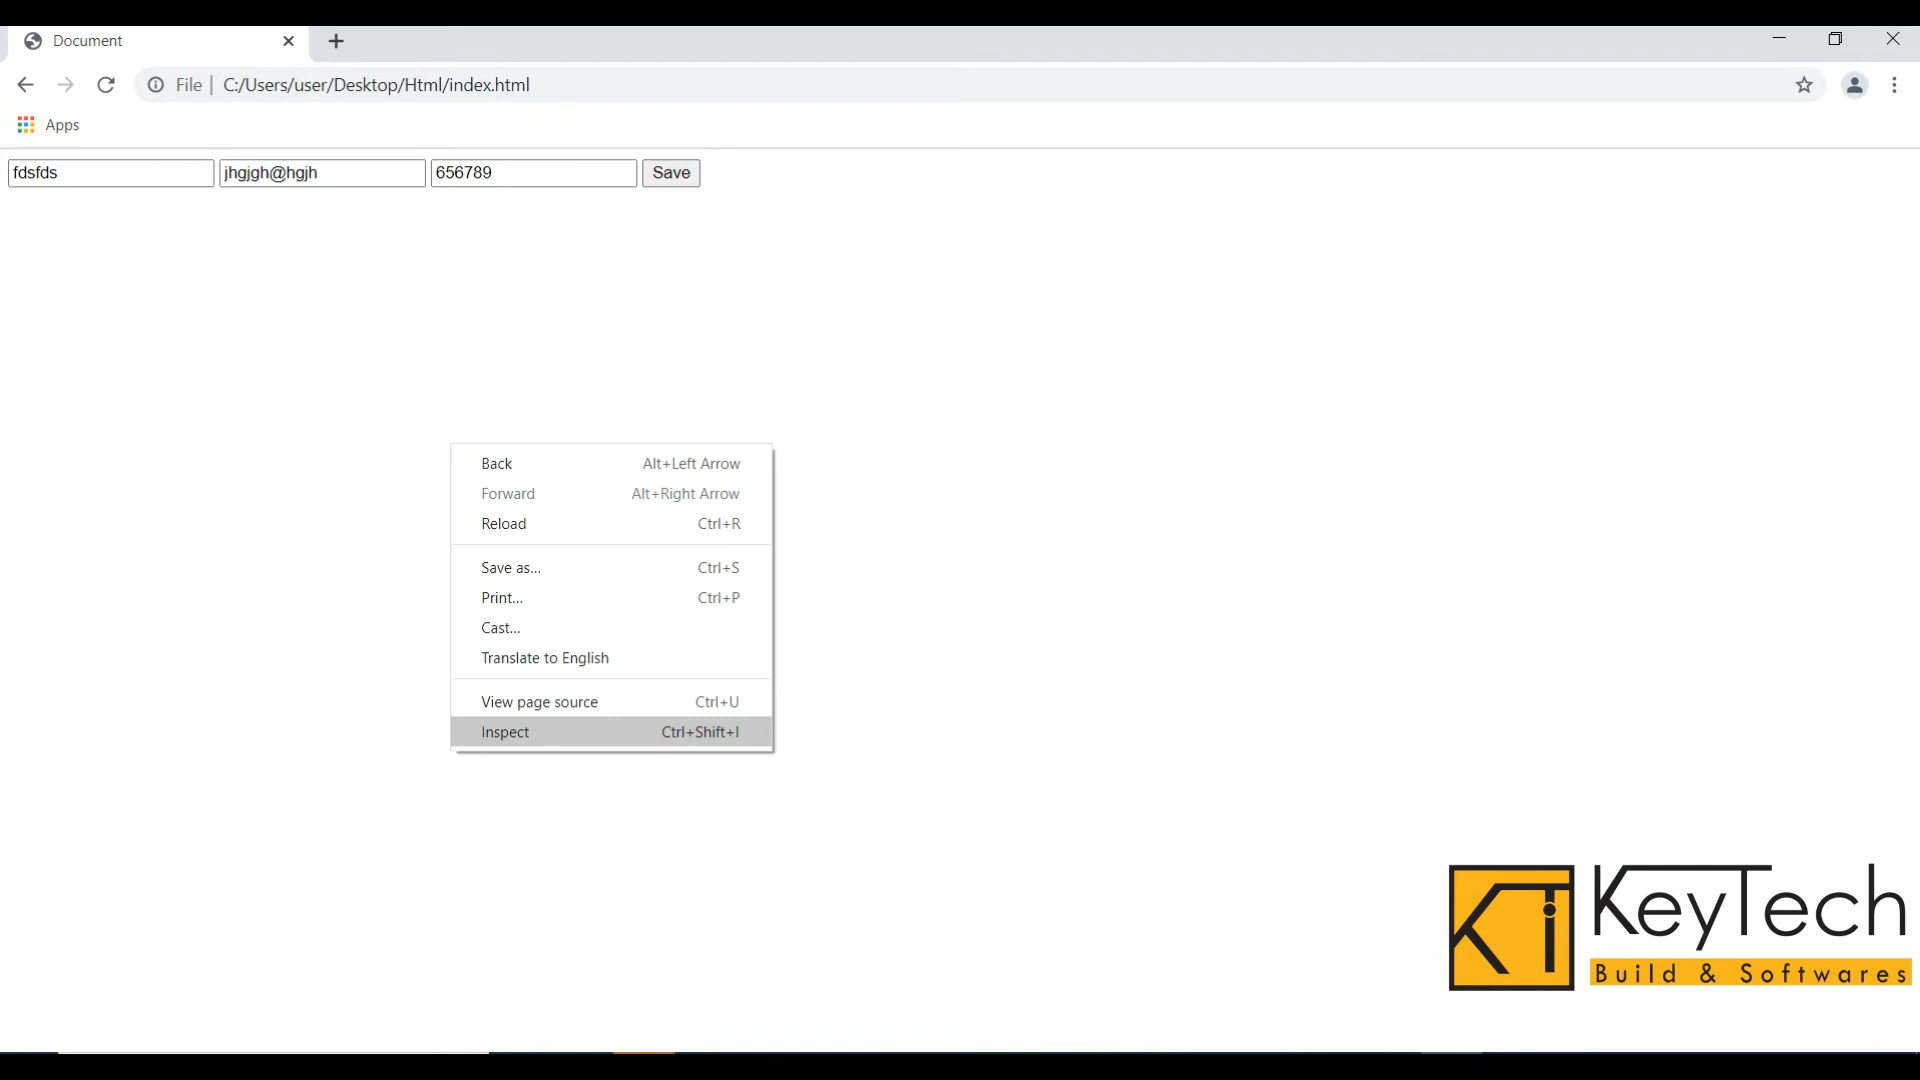 Document
File | C:/Users/user/Desktop/Html/index.html
Apps
fdsfds jhgjgh@hgjh 656789 Save
Back Alt+Left Arrow
Forward Alt+Right Arrow
Reload Ctrl+R
Save as... Ctrl+S
Print... Ctrl+P
Cast...
Translate to English
View page source Ctrl+U
Inspect Ctrl+Shift+I
KeyTech
Build & Softwares